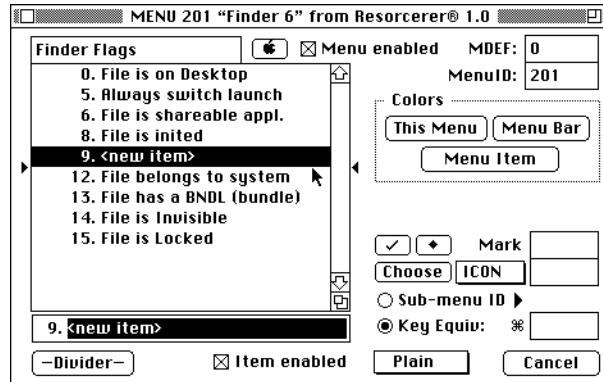 MENU 201 “Finder 6” from Resorcerer® 1.0
Finder Flags
Menu enabled
MDEF: 0
MenuID: 201
0. File is on Desktop
5. Always switch launch
6. File is shareable appl.
8. File is inited
9. <new item>
12. File belongs to system
13. File has a BNDL (bundle)
14. File is Invisible
15. File is Locked
Colors
This Menu Menu Bar
Menu Item
Mark
Choose ICON
Sub-menu ID
Key Equiv: ⌘
9. <new item>
–Divider–
Item enabled
Plain
Cancel